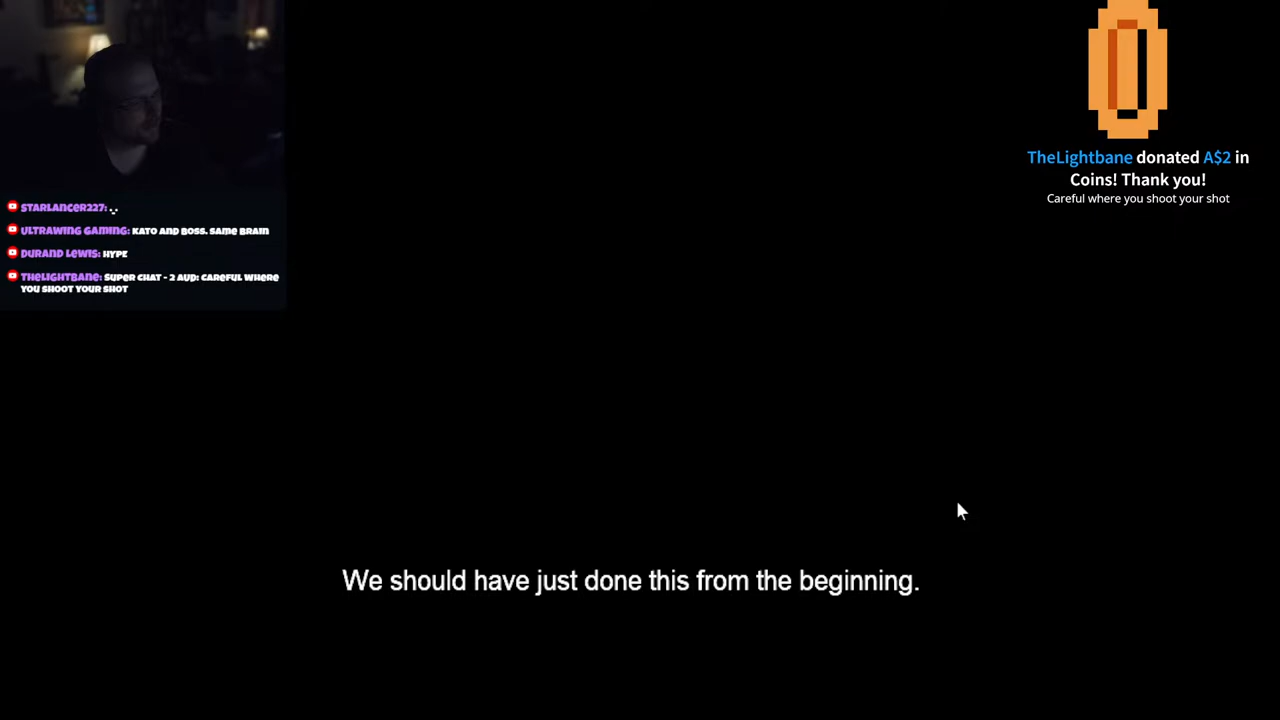 STARLANCER227:
ULTRAWING GAMING: KATO AND BOSS. SAME BRAIN
DURAND LEWIS: HYPE
THELIGHTBANE: SUPER CHAT - 2 AUD: CAREFUL WHERE
YOU SHOOT YOUR SHOT
TheLightbane donated A$2 in
Coins! Thank you!
Careful where you shoot your shot
We should have just done this from the beginning.